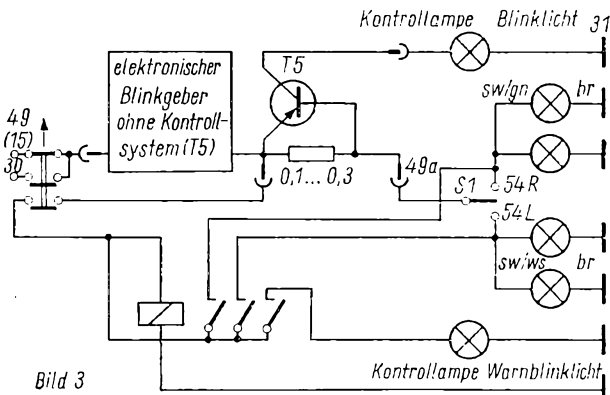 Kontrollampe Blinklicht 31
elektronischer
Blinkgeber
ohne Kontroll-
system (T5)
T5
sw/gn br
49
(15)
30
0,1...0,3
49a
S1
54R
54L
sw/ws br
Kontrollampe Warnblinklicht
Bild 3